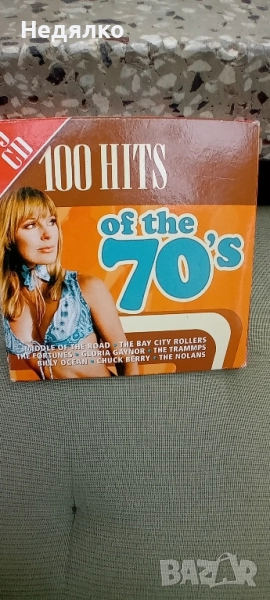 Недялко
5 CD
100 HITS
of the
70's
MIDDLE OF THE ROAD • THE BAY CITY ROLLERS
THE FORTUNES • GLORIA GAYNOR • THE TRAMMPS
BILLY OCEAN • CHUCK BERRY • THE NOLANS
BAZAR